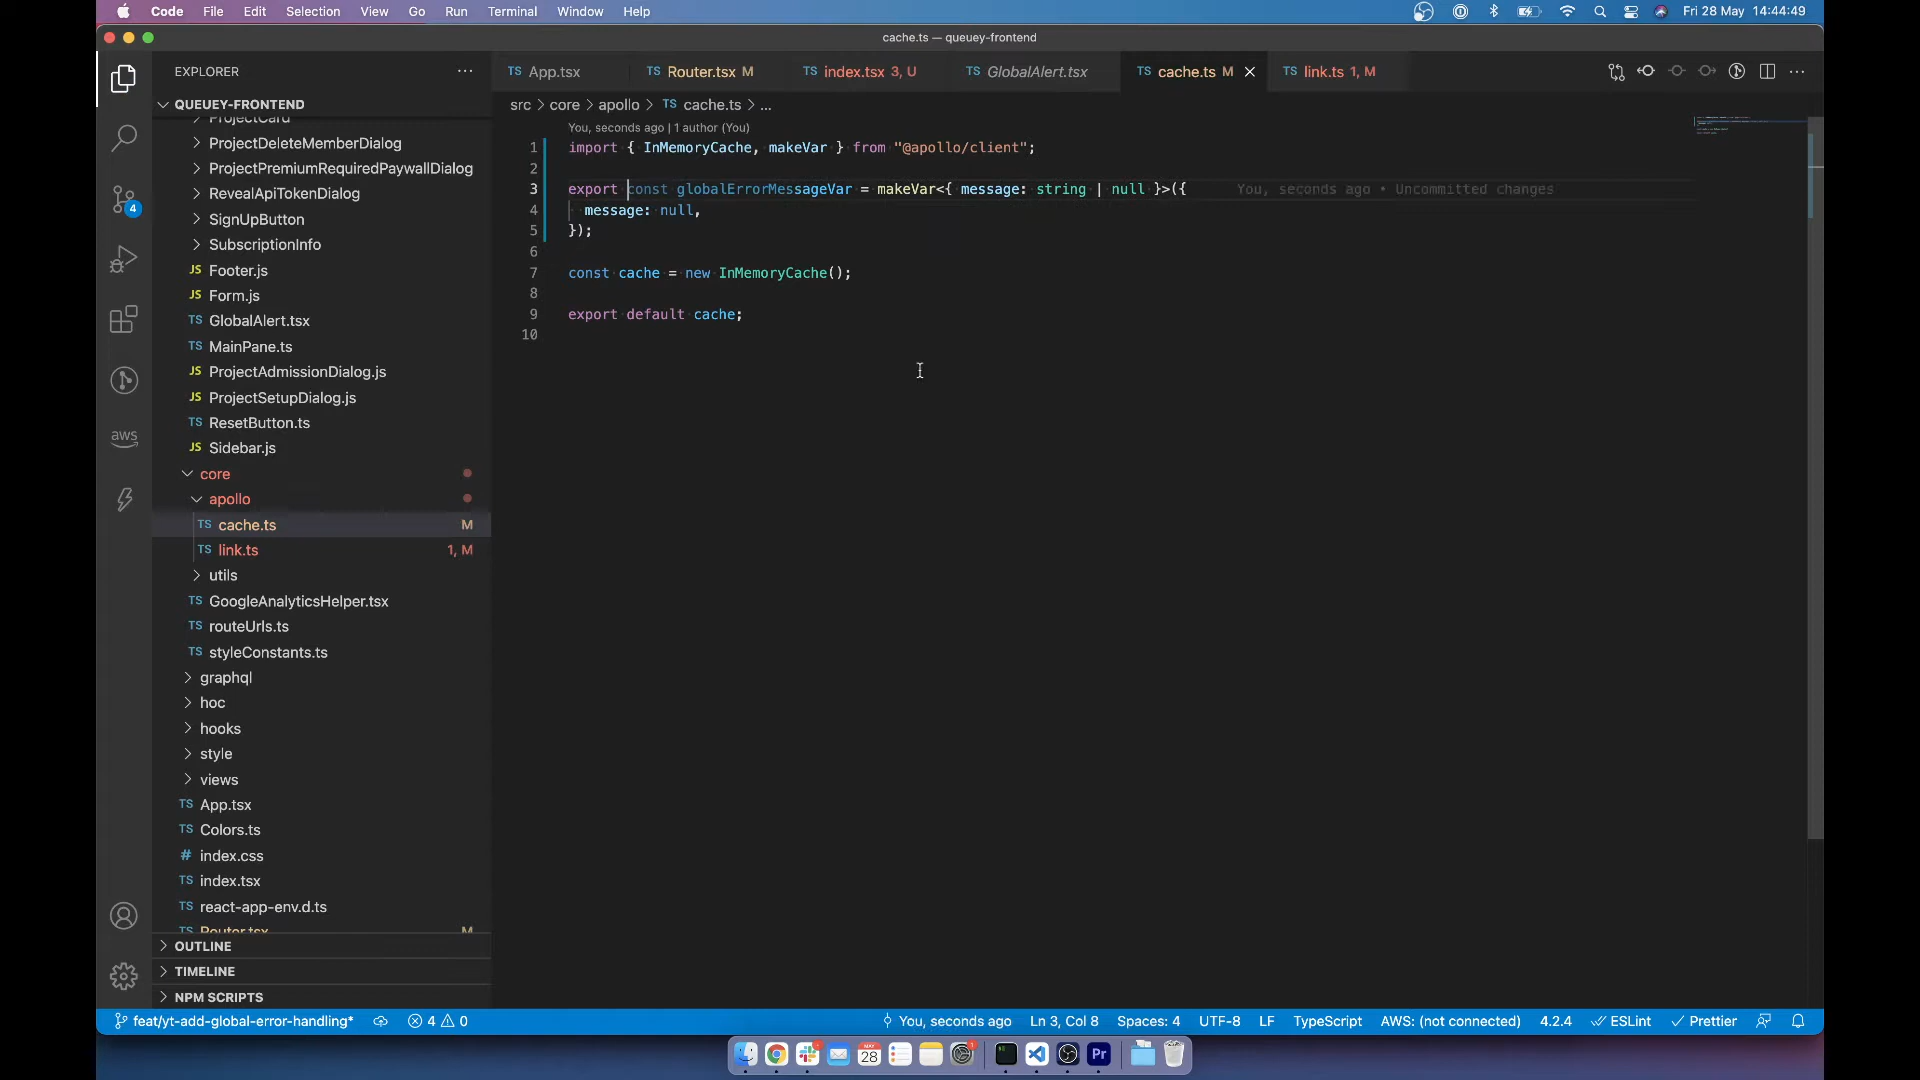 Code File Edit Selection View Go Run Terminal Window Help Fri 28 May 14:44:49
cache.ts — queuey-frontend
EXPLORER
TS App.tsx TS Router.tsx M TS index.tsx 3, U TS GlobalAlert.tsx TS cache.ts M TS link.ts 1, M
QUEUEY-FRONTEND
src > core > apollo > TS cache.ts > ...
ProjectCard
ProjectDeleteMemberDialog
ProjectPremiumRequiredPaywallDialog
RevealApiTokenDialog
SignUpButton
SubscriptionInfo
JS Footer.js
JS Form.js
TS GlobalAlert.tsx
TS MainPane.ts
JS ProjectAdmissionDialog.js
JS ProjectSetupDialog.js
TS ResetButton.ts
JS Sidebar.js
core
apollo
TS cache.ts M
TS link.ts 1, M
utils
TS GoogleAnalyticsHelper.tsx
TS routeUrls.ts
TS styleConstants.ts
graphql
hoc
hooks
style
views
TS App.tsx
TS Colors.ts
# index.css
TS index.tsx
TS react-app-env.d.ts
TS Router.tsx M
OUTLINE
TIMELINE
NPM SCRIPTS
4
aws
You, seconds ago | 1 author (You)
1 import { InMemoryCache, makeVar } from "@apollo/client";
2
3 export const globalErrorMessageVar = makeVar<{ message: string | null }>({ You, seconds ago • Uncommitted changes
4 message: null,
5 });
6
7 const cache = new InMemoryCache();
8
9 export default cache;
10
feat/yt-add-global-error-handling* 4 0 You, seconds ago Ln 3, Col 8 Spaces: 4 UTF-8 LF TypeScript AWS: (not connected) 4.2.4 ESLint Prettier
28 Pr